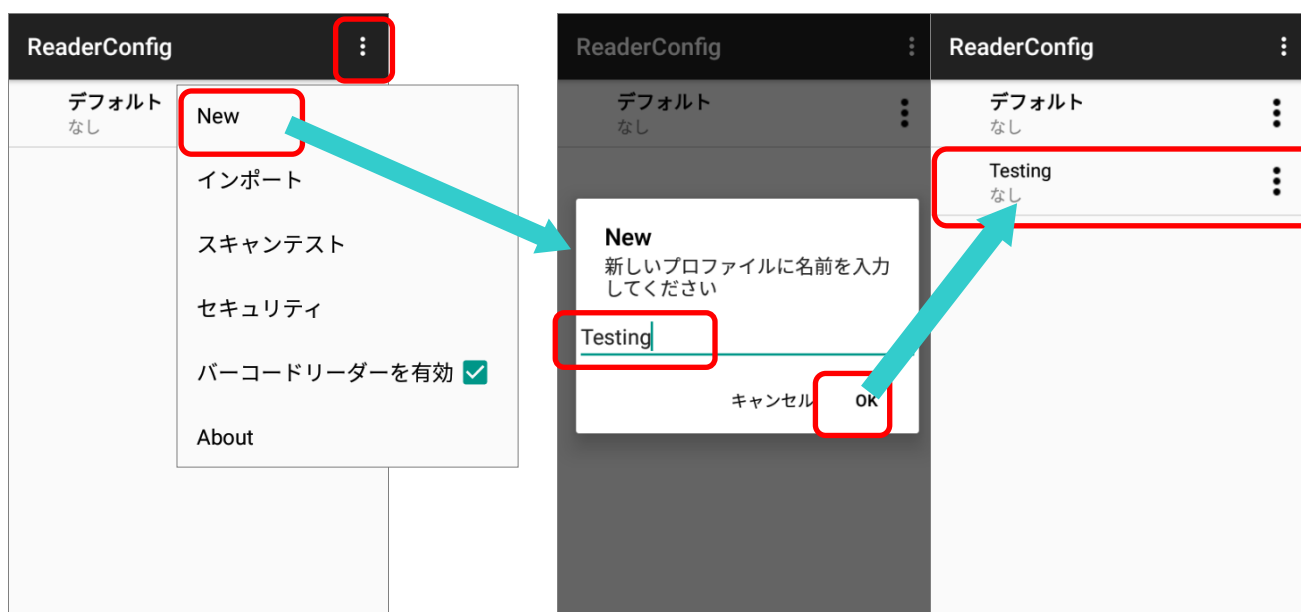 ReaderConfig
デフォルト
なし
New
インポート
スキャンテスト
セキュリティ
バーコードリーダーを有効
About
ReaderConfig
デフォルト
なし
New
新しいプロファイルに名前を入力
してください
Testing
キャンセル
OK
ReaderConfig
デフォルト
なし
Testing
なし